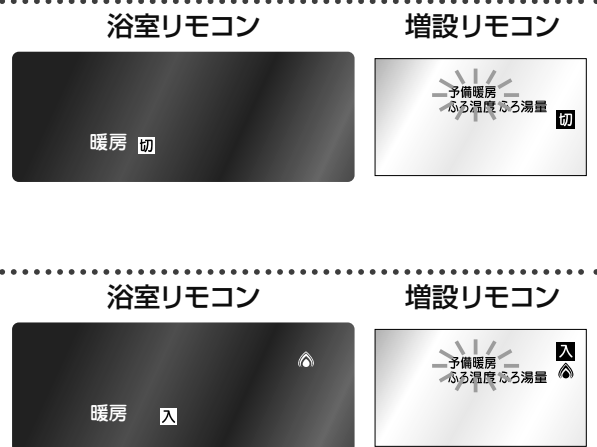 浴室リモコン
増設リモコン
暖房 切
予備暖房
ふろ温度 ふろ湯量
切
浴室リモコン
増設リモコン
暖房 入
予備暖房
ふろ温度 ふろ湯量
入